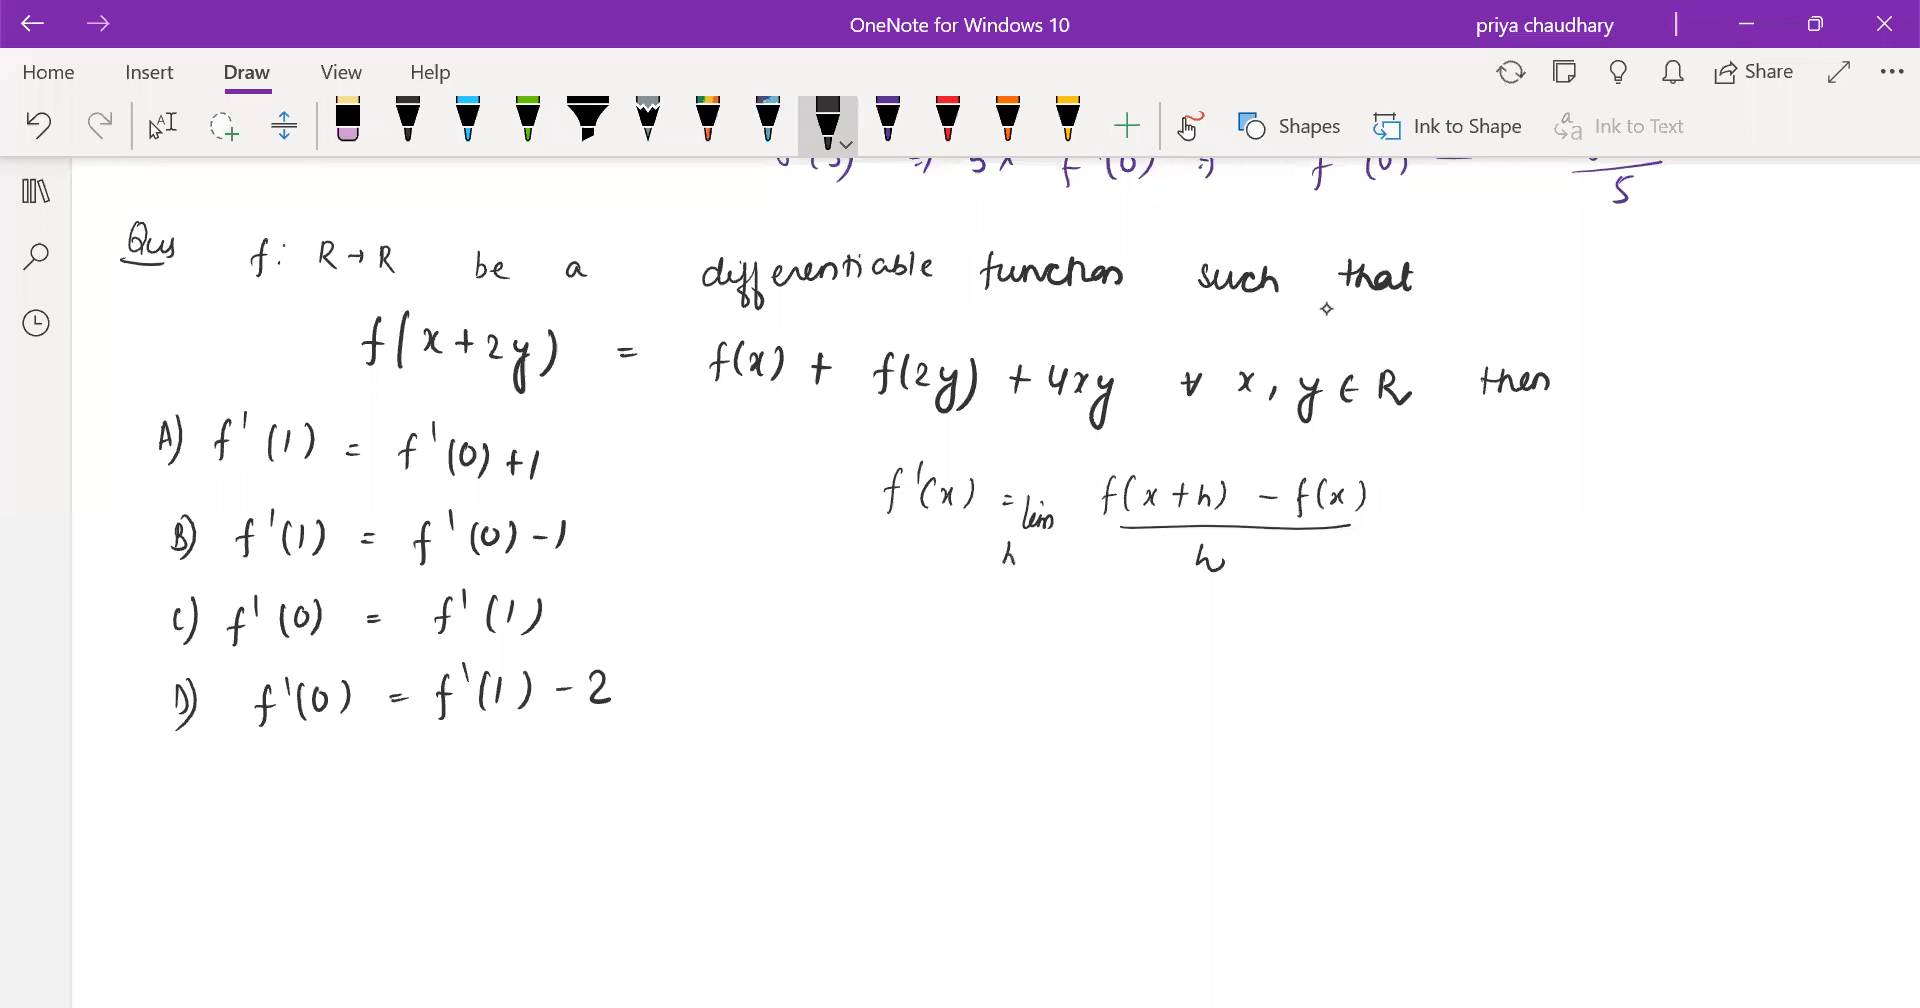 OneNote for Windows 10
priya chaudhary
Home Insert Draw View Help
Share
Shapes Ink to Shape Ink to Text
5
Qus f: R → R be a differentiable function such that
f(x+2y) = f(x) + f(2y) + 4xy ∀ x, y ∈ R then
A) f'(1) = f'(0) +1
f'(x) = lim f(x+h) - f(x)
h h
B) f'(1) = f'(0) -1
C) f'(0) = f'(1)
D) f'(0) = f'(1) - 2